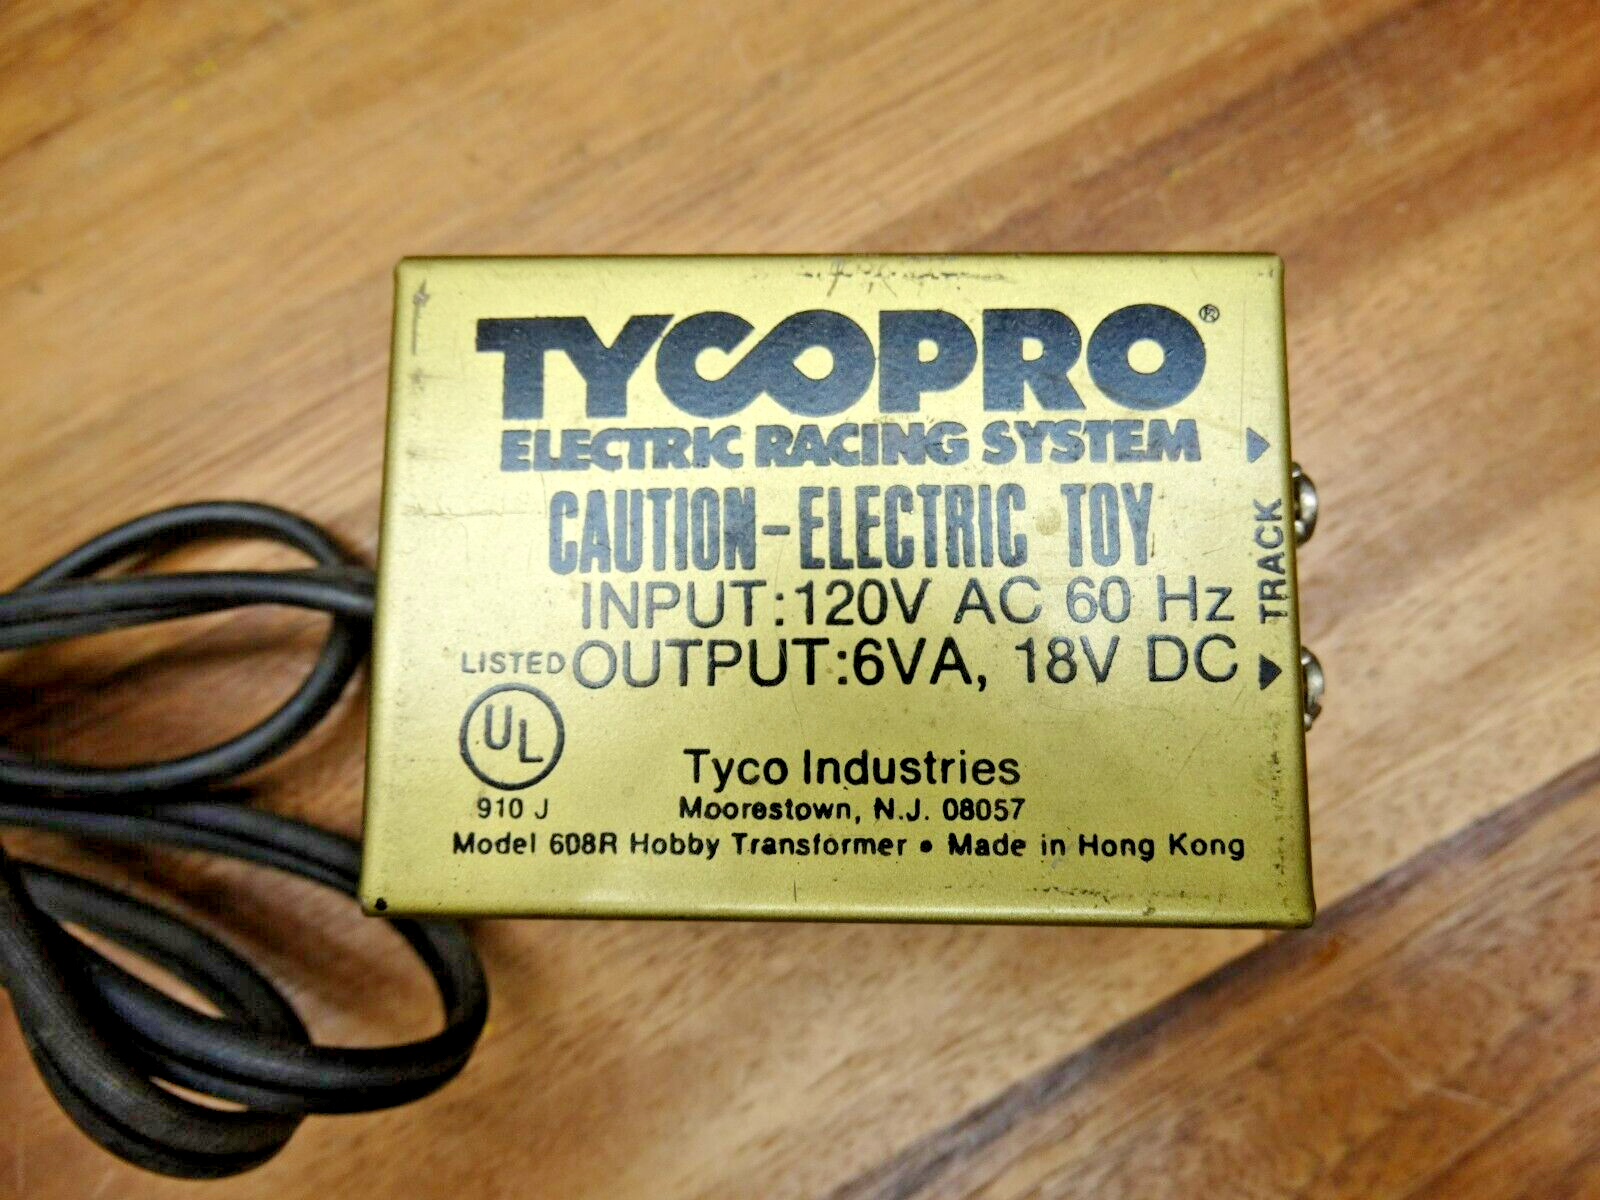 TYCOPRO®
ELECTRIC RACING SYSTEM
CAUTION-ELECTRIC TOY
INPUT:120V AC 60 Hz
OUTPUT:6VA, 18V DC
TRACK
LISTED
UL
910 J
Tyco Industries
Moorestown, N.J. 08057
Model 608R Hobby Transformer • Made in Hong Kong